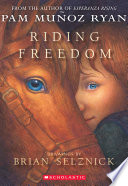 FROM THE AUTHOR OF ESPERANZA RISING
PAM MUÑOZ RYAN
RIDING
FREEDOM
DRAWINGS BY
BRIAN SELZNICK
SCHOLASTIC